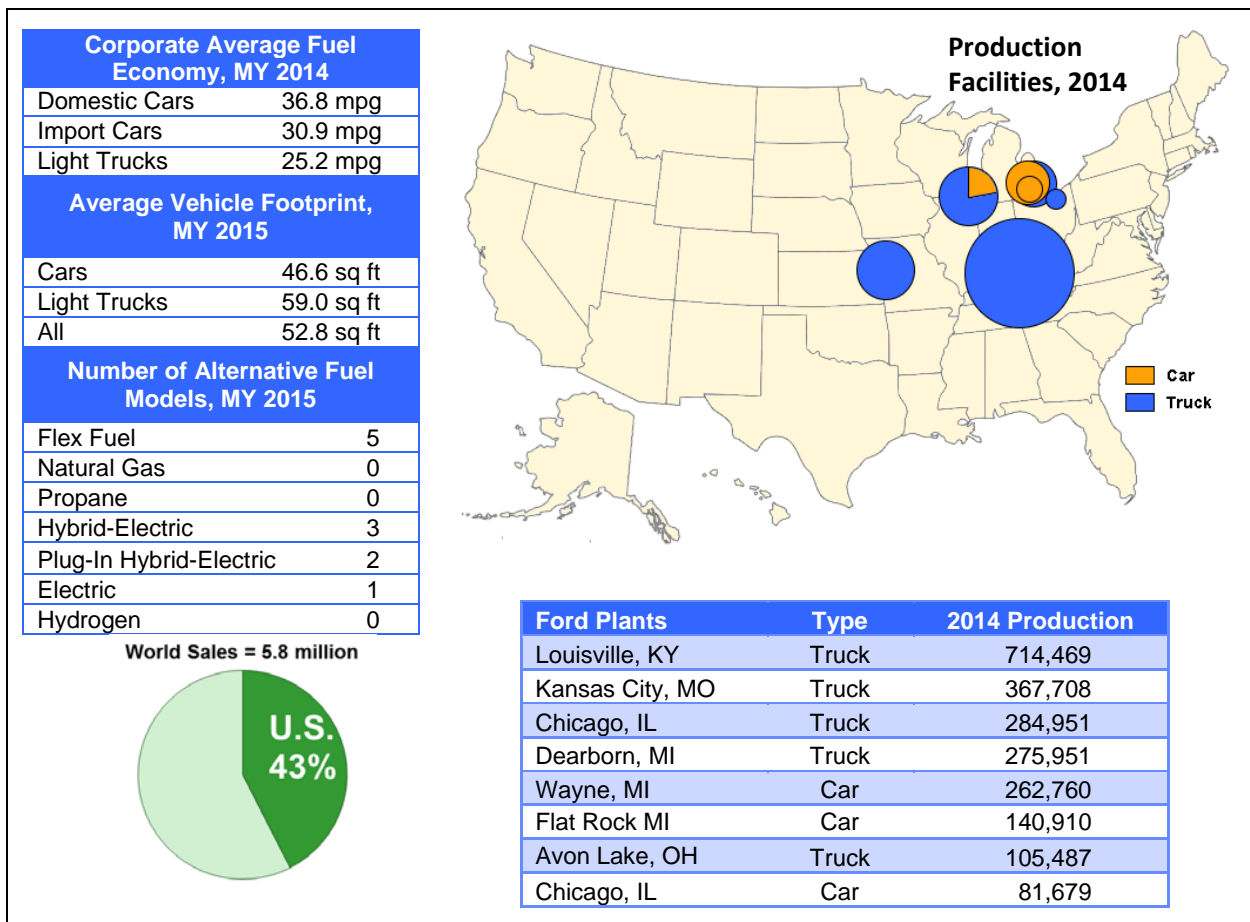 Corporate Average Fuel
Economy, MY 2014
Domestic Cars 36.8 mpg
Import Cars 30.9 mpg
Light Trucks 25.2 mpg
Average Vehicle Footprint,
MY 2015
Cars 46.6 sq ft
Light Trucks 59.0 sq ft
All 52.8 sq ft
Number of Alternative Fuel
Models, MY 2015
Flex Fuel 5
Natural Gas 0
Propane 0
Hybrid-Electric 3
Plug-In Hybrid-Electric 2
Electric 1
Hydrogen 0
World Sales = 5.8 million
U.S.
43%
Production
Facilities, 2014
Car
Truck
Ford Plants Type 2014 Production
Louisville, KY Truck 714,469
Kansas City, MO Truck 367,708
Chicago, IL Truck 284,951
Dearborn, MI Truck 275,951
Wayne, MI Car 262,760
Flat Rock MI Car 140,910
Avon Lake, OH Truck 105,487
Chicago, IL Car 81,679